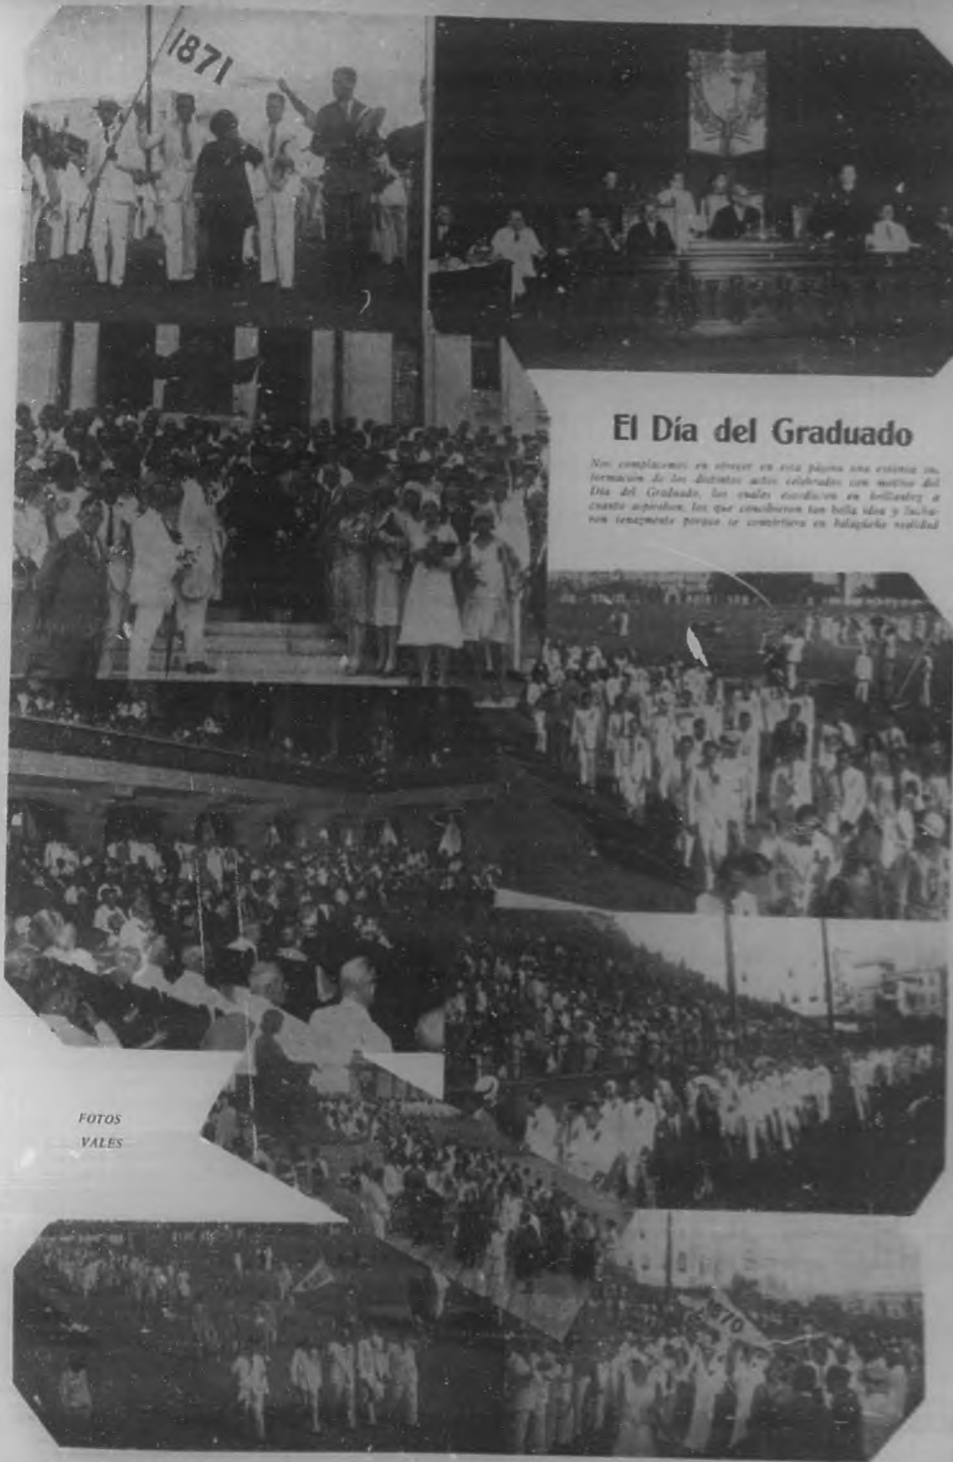 1871
El Día del Graduado
Nos complacemos en ofrecer en esta página una extensa in-
formación de los distintos actos celebrados con motivo del
Día del Graduado, los cuales excedieron en brillantez a
cuanto aspiraban, los que concibieron tan bella idea y lucha-
ron tenazmente porque se convirtiera en halagüeña realidad
FOTOS
VALES
1870